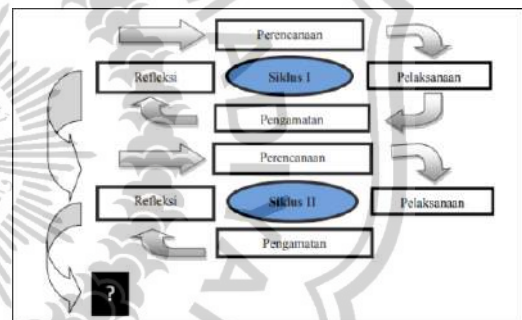 Perencanaan
Refleksi
Siklus I
Pelaksanaan
Pengamatan
Perencanaan
Refleksi
Siklus II
Pelaksanaan
Pengamatan
?